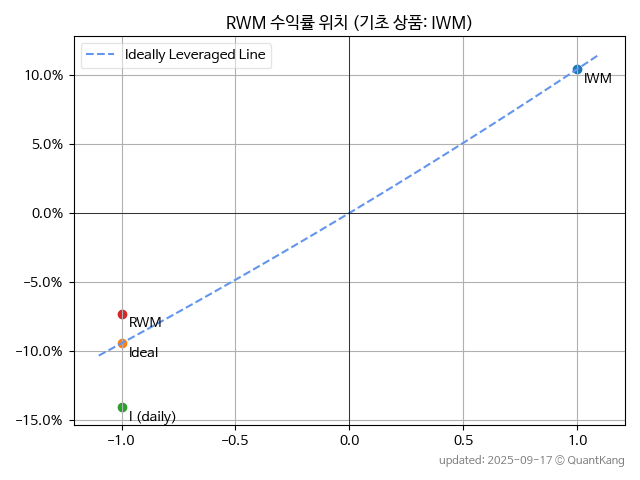 RWM 수익률 위치 (기초 상품: IWM)
Ideally Leveraged Line
10.0%
IWM
5.0%
0.0%
−5.0%
RWM
−10.0%
Ideal
−15.0%
I (daily)
−1.0 −0.5 0.0 0.5 1.0
updated: 2025-09-17 © QuantKang